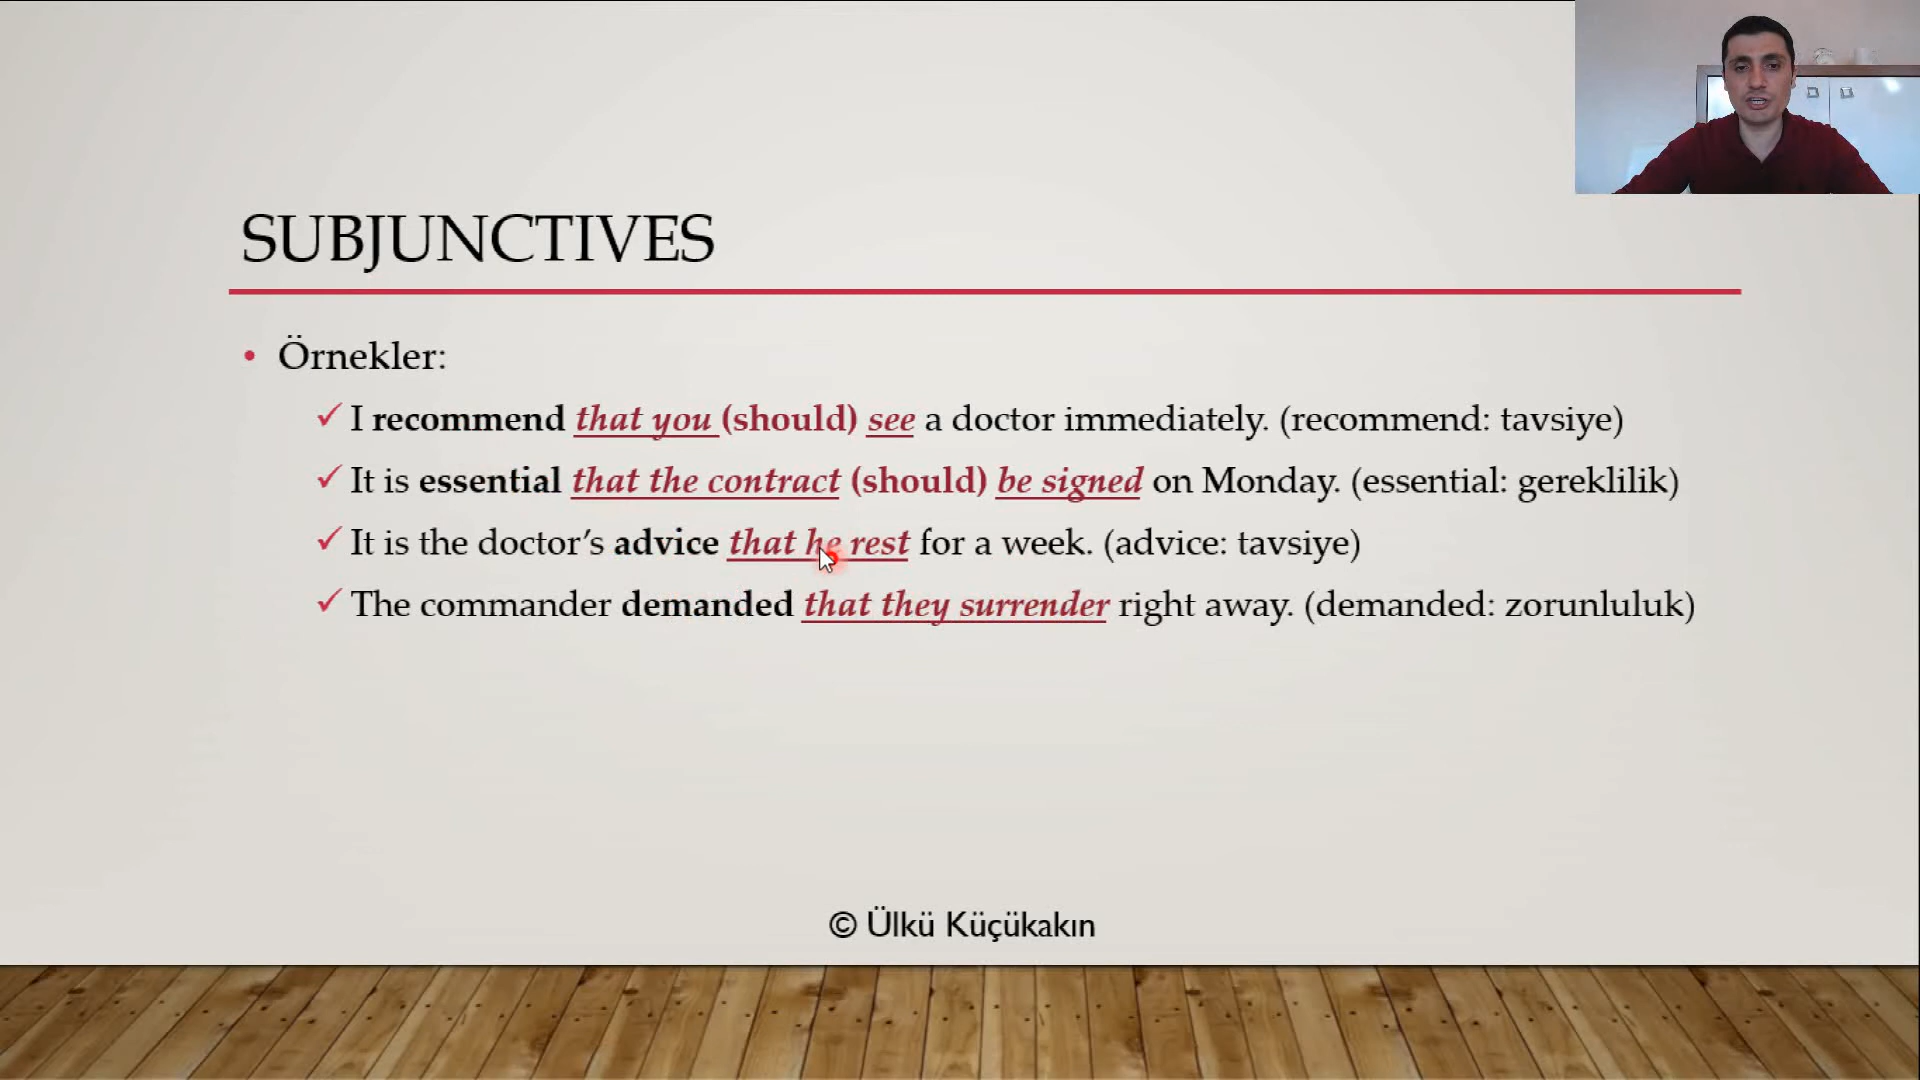 SUBJUNCTIVES
• Örnekler:
✓ I recommend that you (should) see a doctor immediately. (recommend: tavsiye)
✓ It is essential that the contract (should) be signed on Monday. (essential: gereklilik)
✓ It is the doctor's advice that he rest for a week. (advice: tavsiye)
✓ The commander demanded that they surrender right away. (demanded: zorunluluk)
© Ülkü Küçükakın